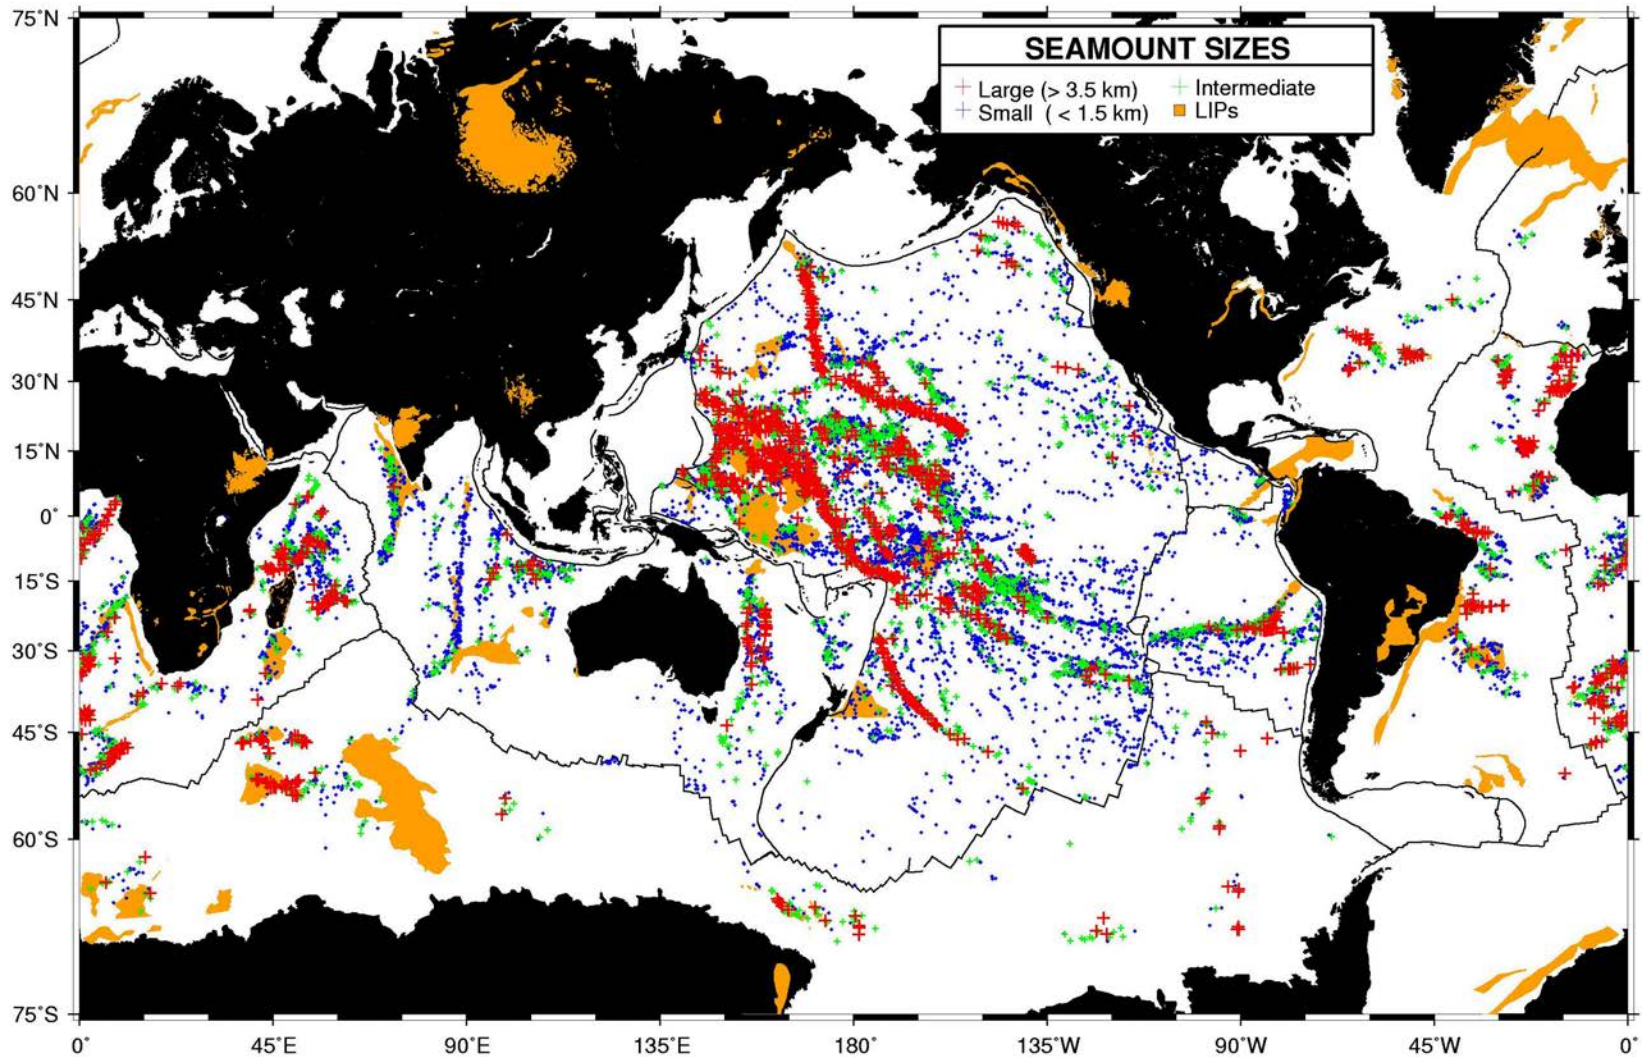 SEAMOUNT SIZES
+ Large (> 3.5 km) + Intermediate
+ Small ( < 1.5 km) LIPs
75˚N
60˚N
45˚N
30˚N
15˚N
0˚
15˚S
30˚S
45˚S
60˚S
75˚S
0˚ 45˚E 90˚E 135˚E 180˚ 135˚W 90˚W 45˚W 0˚